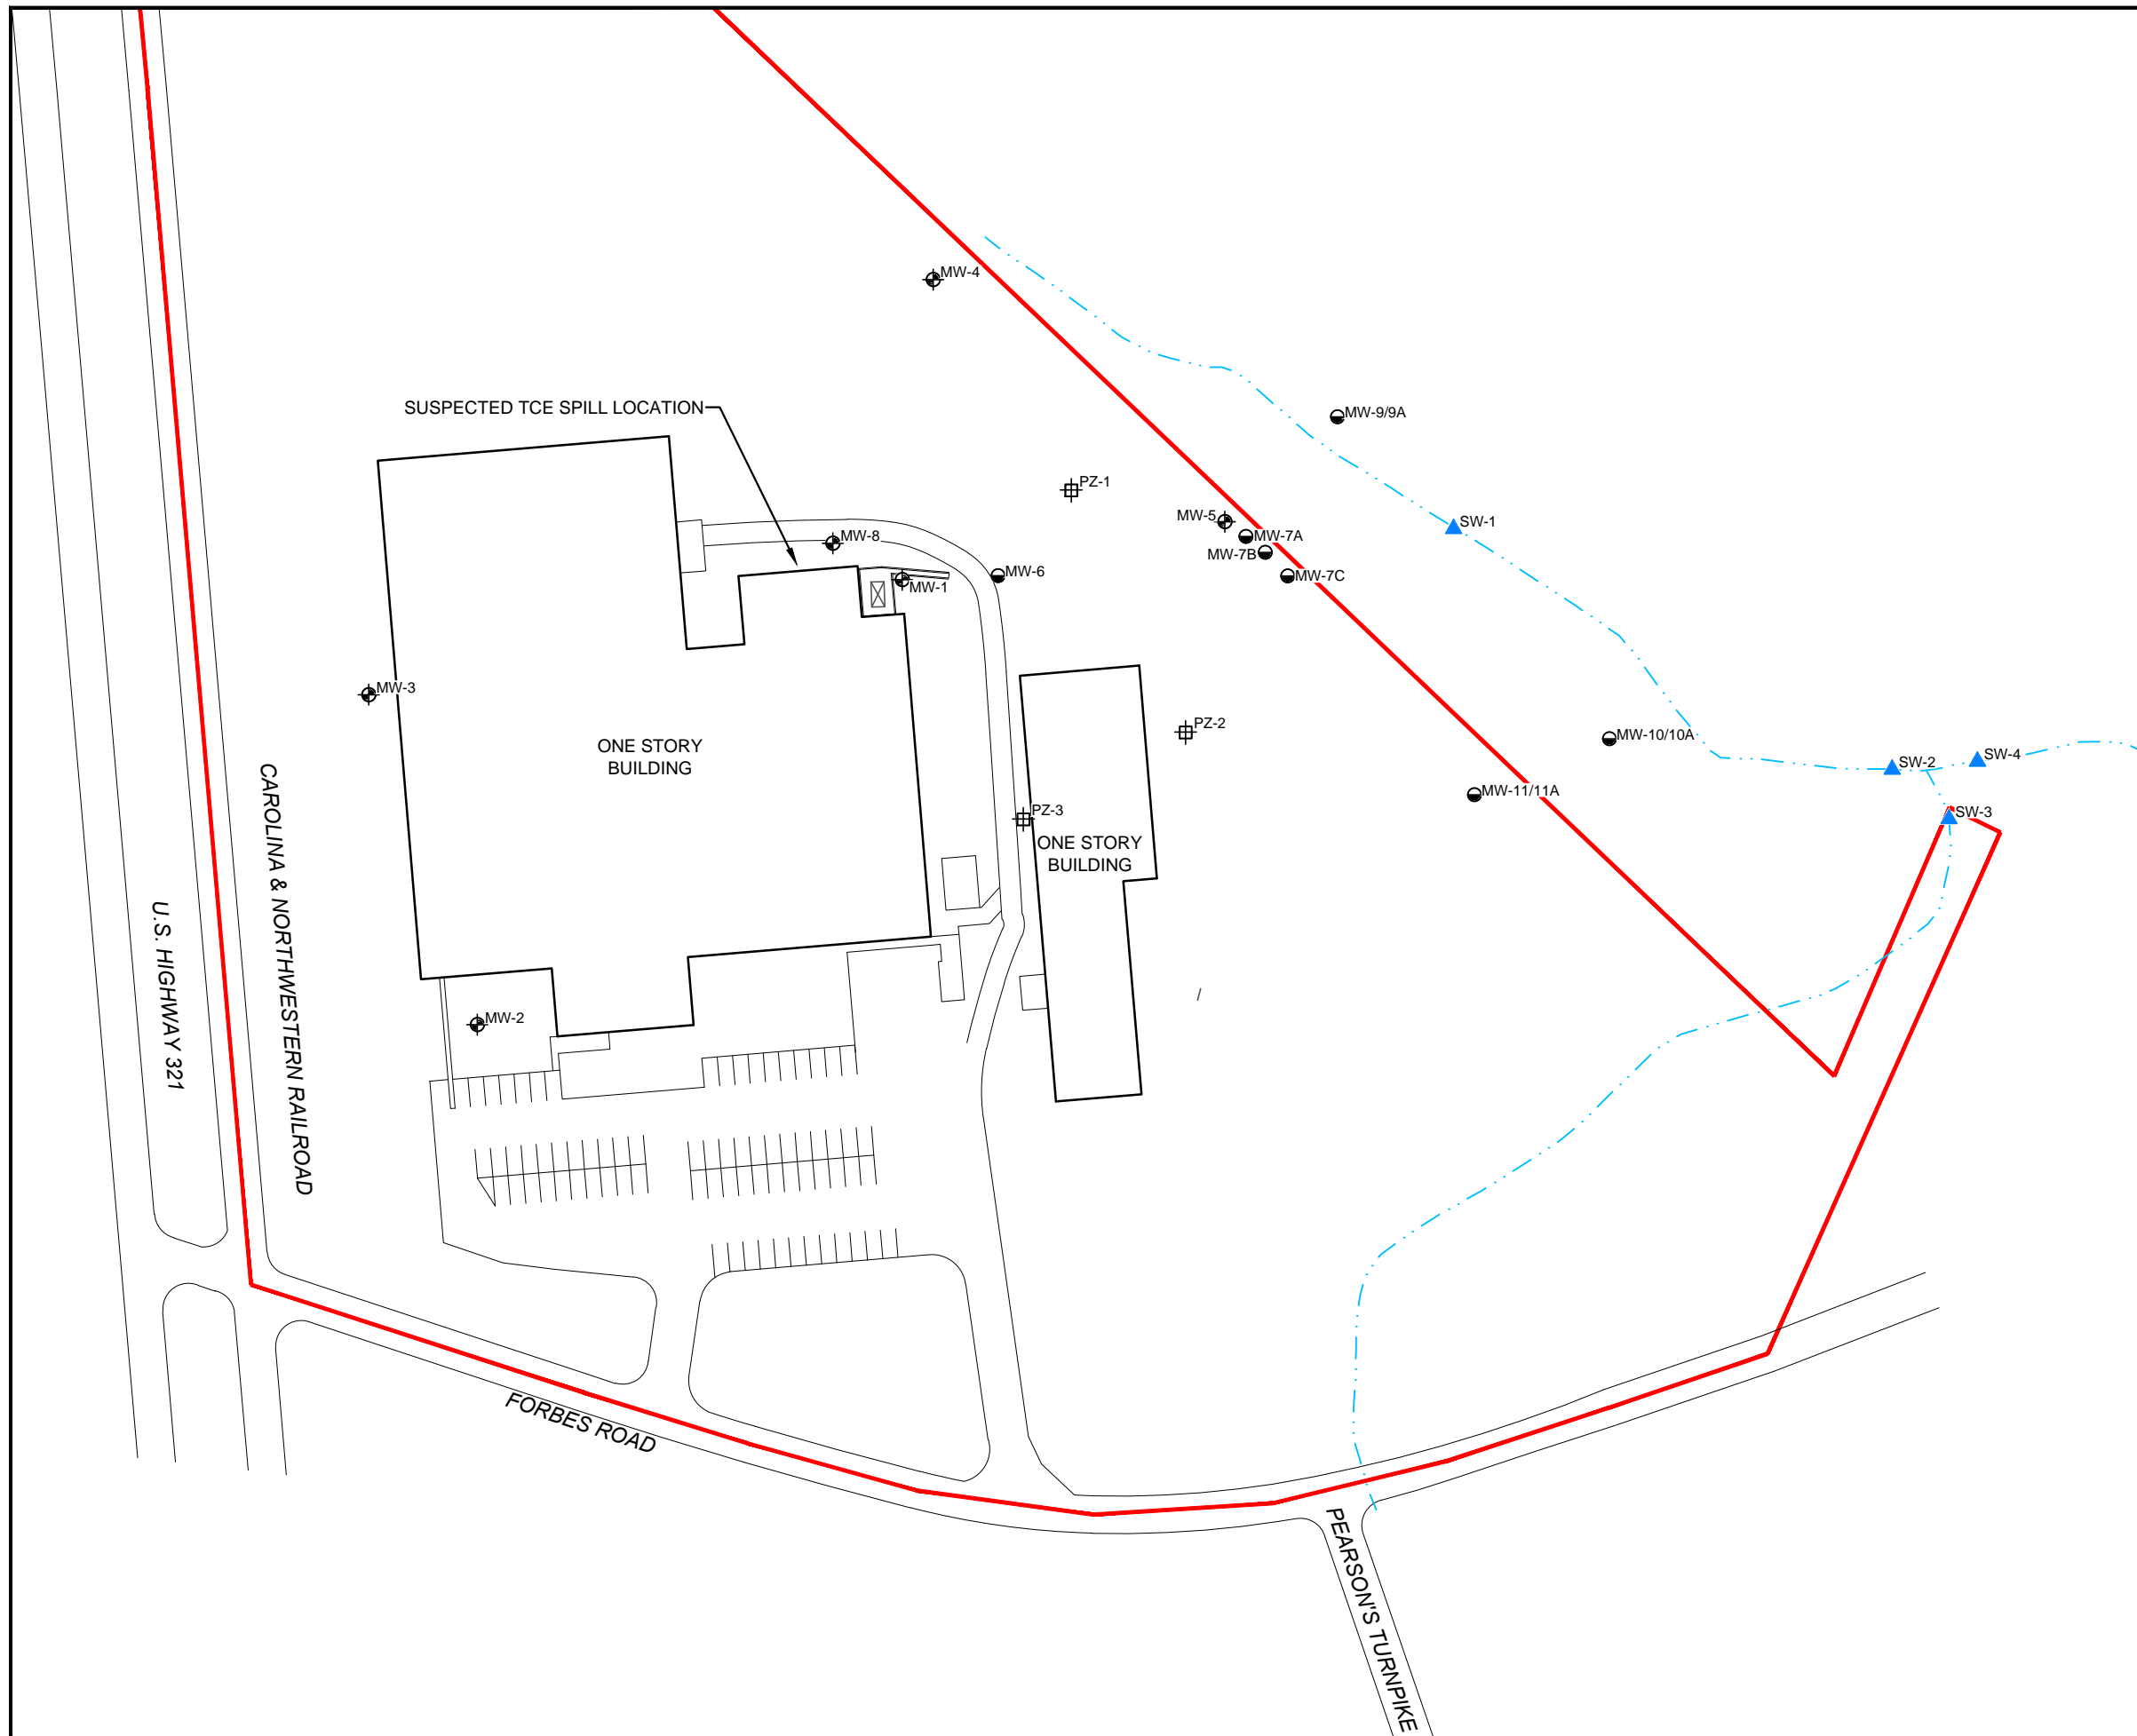 MW-4
SUSPECTED TCE SPILL LOCATION
MW-9/9A
PZ-1
MW-5
SW-1
MW-8
MW-7A
MW-7B
MW-6
MW-7C
MW-1
MW-3
PZ-2
MW-10/10A
ONE STORY
BUILDING
SW-4
SW-2
MW-11/11A
PZ-3
SW-3
ONE STORY
BUILDING
CAROLINA & NORTHWESTERN RAILROAD
U.S. HIGHWAY 321
MW-2
FORBES ROAD
PEARSON'S TURNPIKE